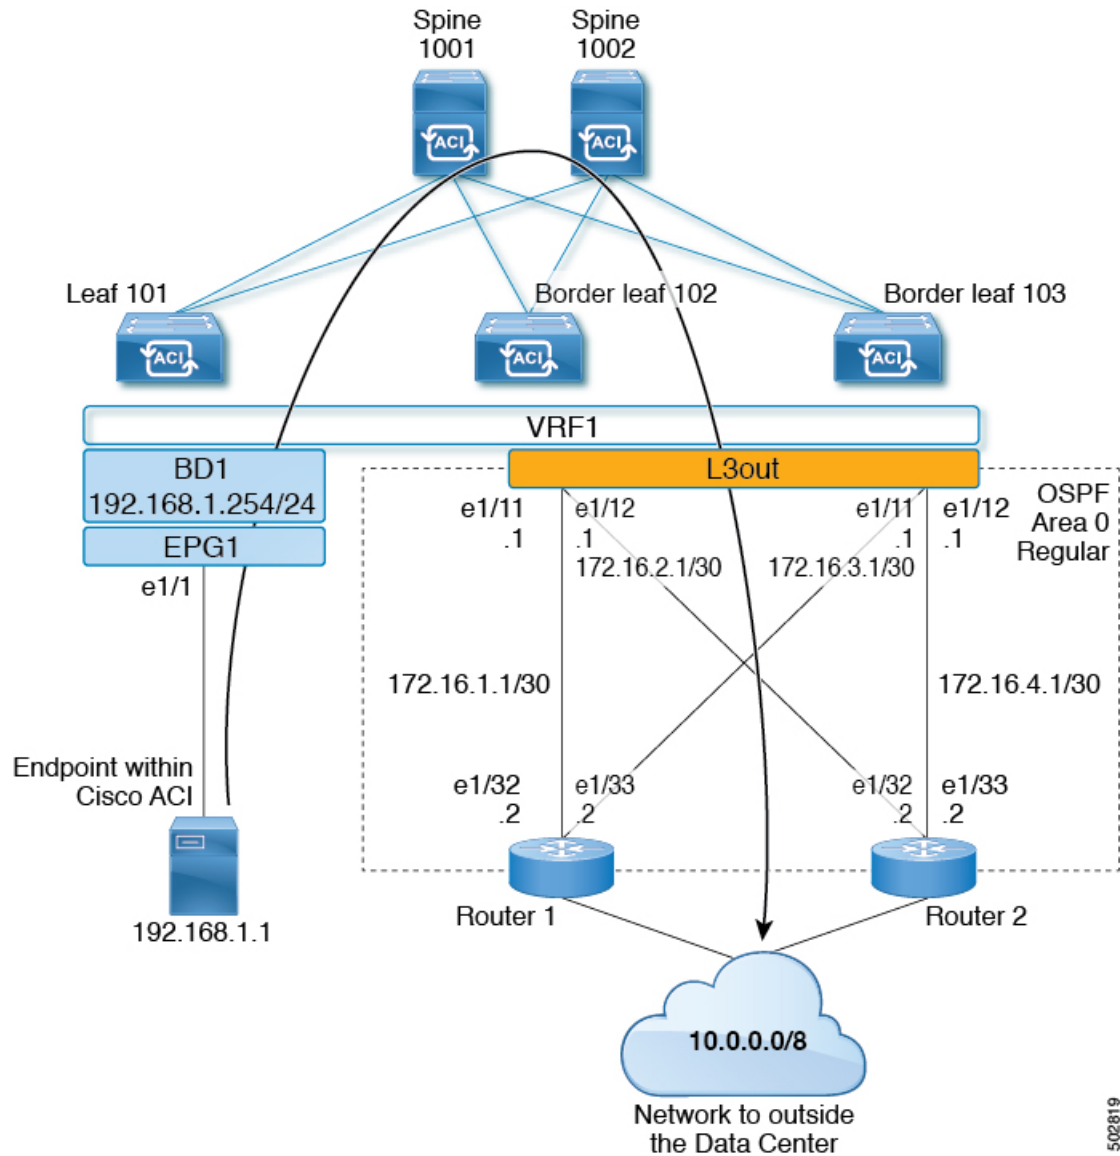 Spine
1001
Spine
1002
ACI
ACI
Leaf 101
Border leaf 102
Border leaf 103
ACI
ACI
ACI
VRF1
BD1
192.168.1.254/24
EPG1
L3out
e1/1
e1/11
.1
e1/12
.1
e1/11
.1
e1/12
.1
OSPF
Area 0
Regular
172.16.2.1/30
172.16.3.1/30
172.16.1.1/30
172.16.4.1/30
Endpoint within
Cisco ACI
192.168.1.1
e1/32
.2
e1/33
.2
e1/32
.2
e1/33
.2
Router 1
Router 2
10.0.0.0/8
Network to outside
the Data Center
502819